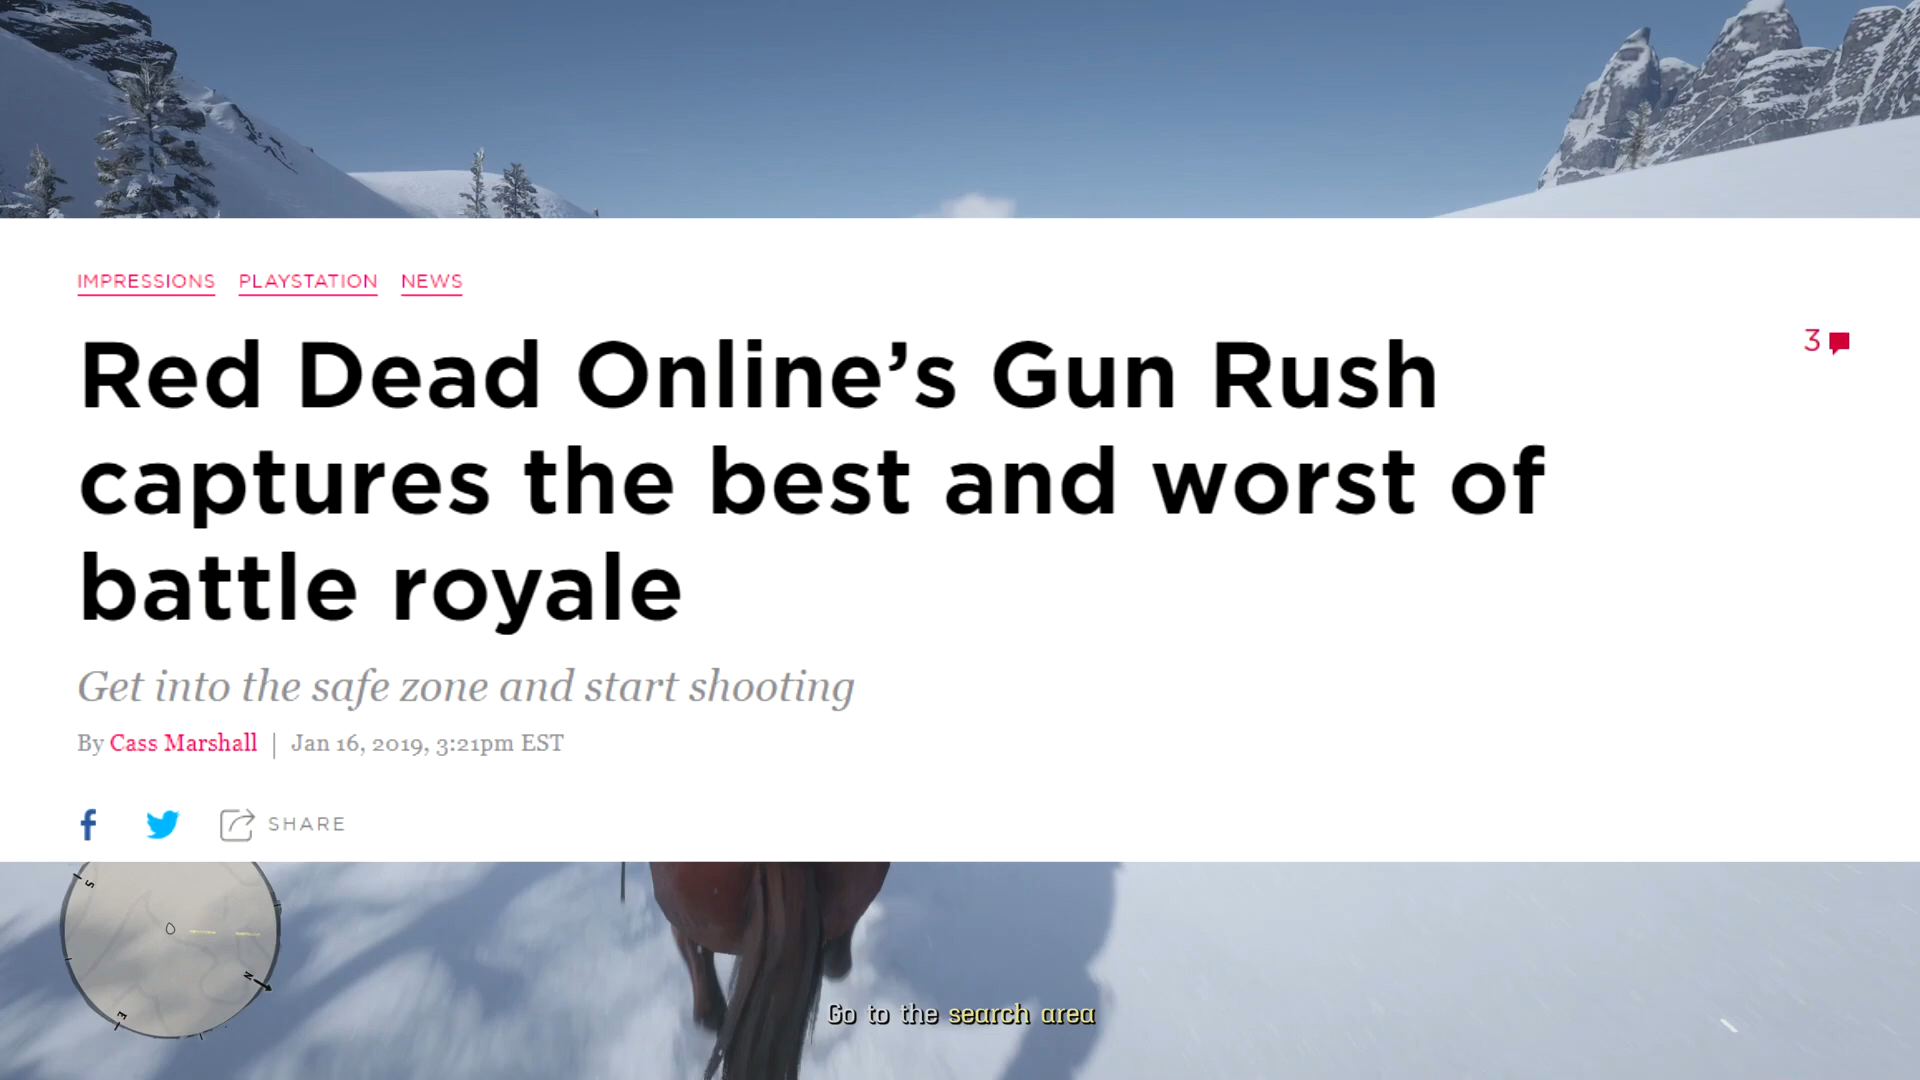 IMPRESSIONS PLAYSTATION NEWS
Red Dead Online’s Gun Rush
3
captures the best and worst of
battle royale
Get into the safe zone and start shooting
By Cass Marshall | Jan 16, 2019, 3:21pm EST
f SHARE
S
N
E
Go to the search area